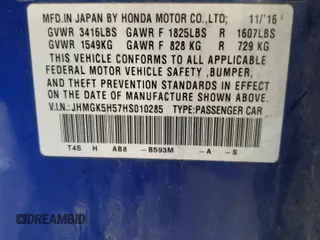 MFD.IN JAPAN BY HONDA MOTOR CO.,LTD. 11/'16
GVWR 3416LBS GAWR F 1825LBS R 1607LBS
GVWR 1549KG GAWR F 828 KG R 729 KG
THIS VEHICLE CONFORMS TO ALL APPLICABLE
FEDERAL MOTOR VEHICLE SAFETY ,BUMPER,
AND THEFT PREVENTION STANDARDS IN EFFECT
ON THE DATE OF MANUFACTURE SHOWN ABOVE.
V.I.N.: JHMGK5H57HS010285 TYPE:PASSENGER CAR
T4S H AB8 -B593M -A -S
DREAMBID.COM